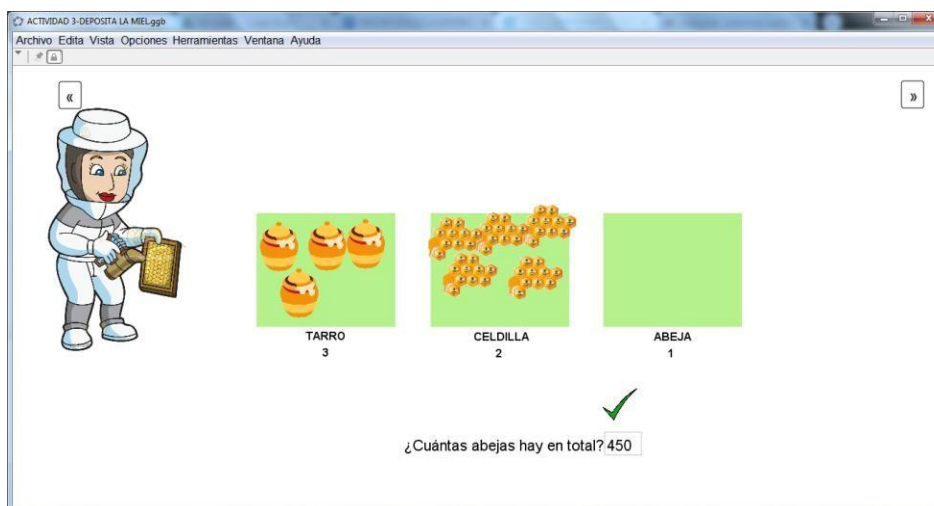 ACTIVIDAD 3-DEPOSITA LA MIEL.ggb
Archivo Edita Vista Opciones Herramientas Ventana Ayuda
«
»
TARRO
3
CELDILLA
2
ABEJA
1
¿Cuántas abejas hay en total? 450